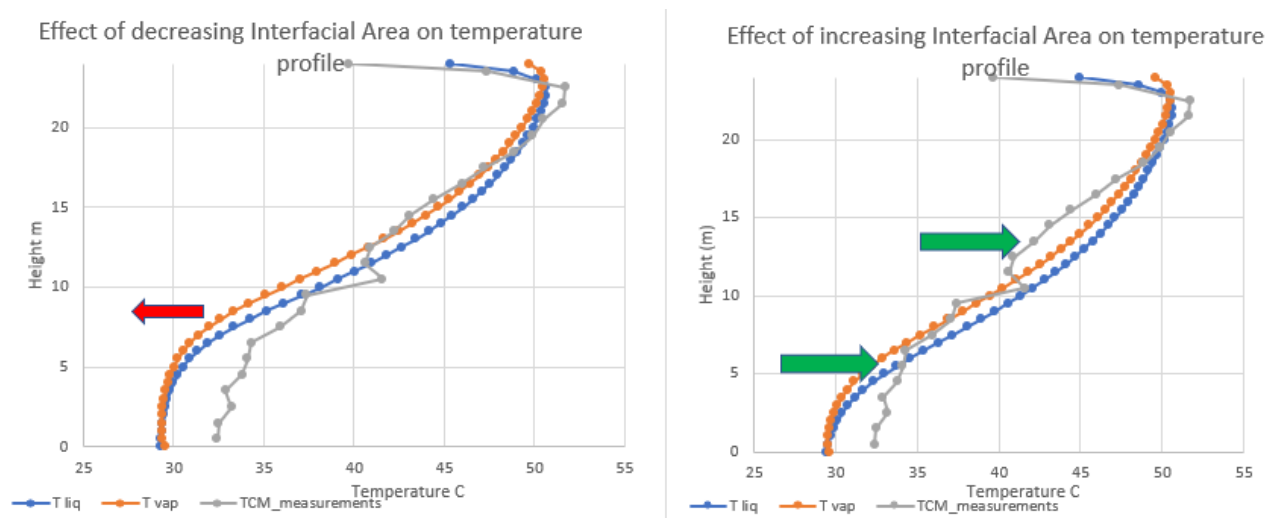 Effect of decreasing Interfacial Area on temperature
profile
Height m
20
15
10
5
0
25 30 35 40 45 50 55
Temperature C
T liq T vap TCM_measurements
Effect of increasing Interfacial Area on temperature
profile
Height (m)
20
15
10
5
0
25 30 35 40 45 50 55
Temperature C
T liq T vap TCM_measurements